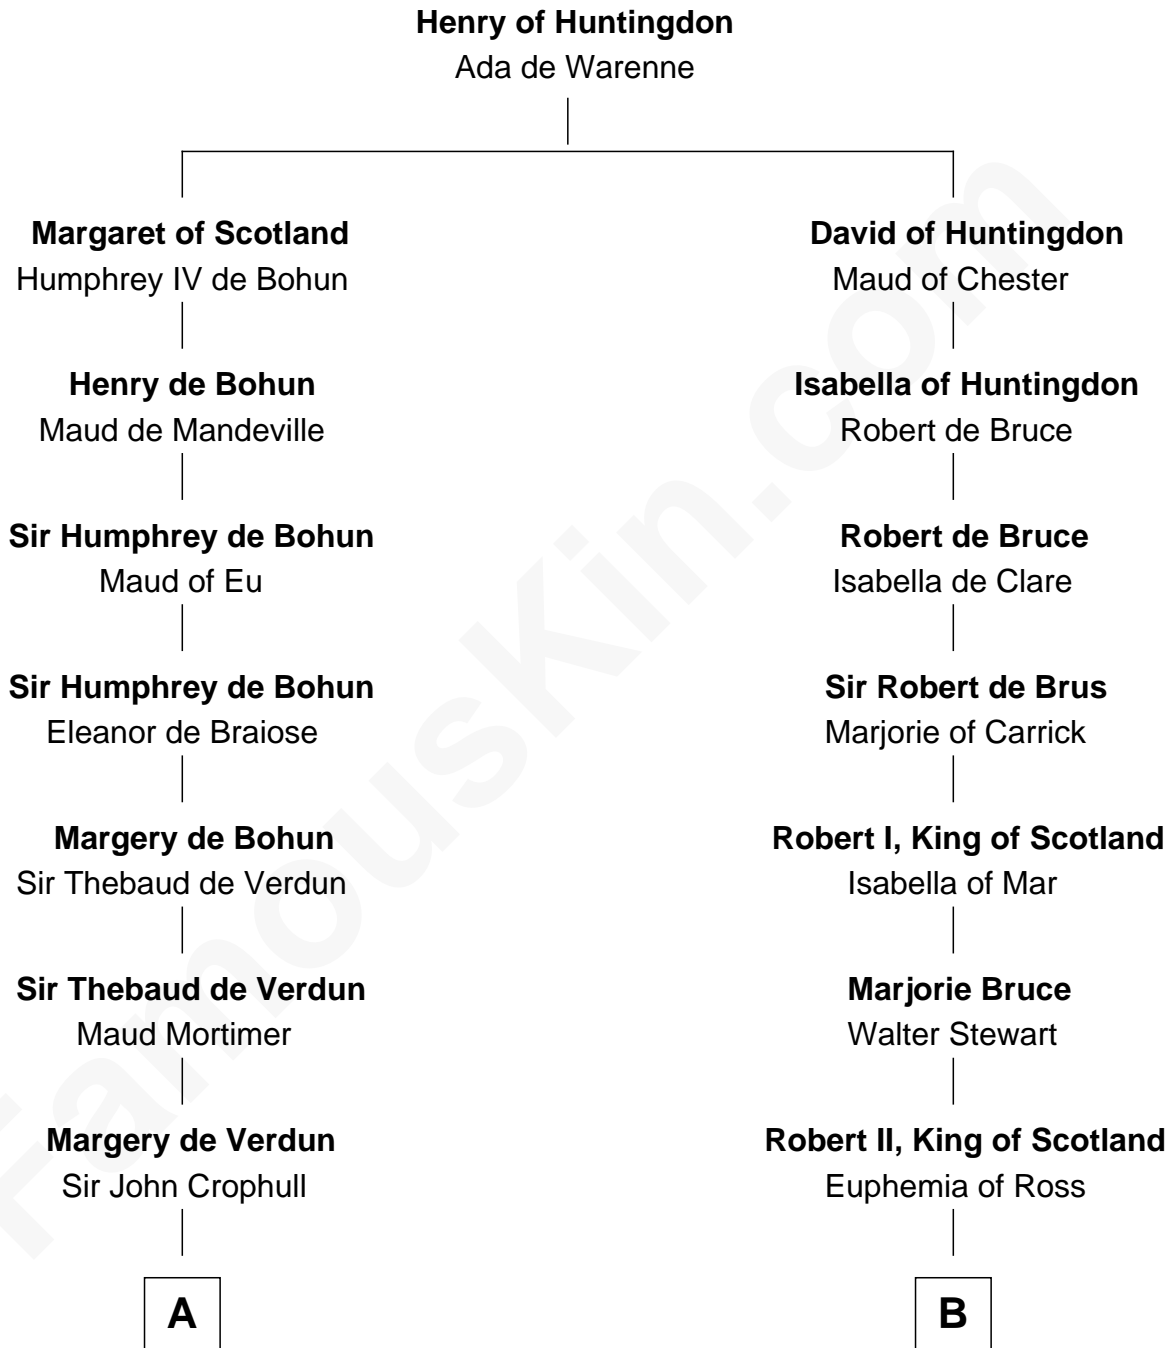 Henry of Huntingdon
Ada de Warenne
Margaret of Scotland
Humphrey IV de Bohun
David of Huntingdon
Maud of Chester
Henry de Bohun
Maud de Mandeville
Isabella of Huntingdon
Robert de Bruce
Sir Humphrey de Bohun
Maud of Eu
Robert de Bruce
Isabella de Clare
Sir Humphrey de Bohun
Eleanor de Braiose
Sir Robert de Brus
Marjorie of Carrick
Margery de Bohun
Sir Thebaud de Verdun
Robert I, King of Scotland
Isabella of Mar
Sir Thebaud de Verdun
Maud Mortimer
Marjorie Bruce
Walter Stewart
Margery de Verdun
Sir John Crophull
Robert II, King of Scotland
Euphemia of Ross
A
B
FamousKin.com